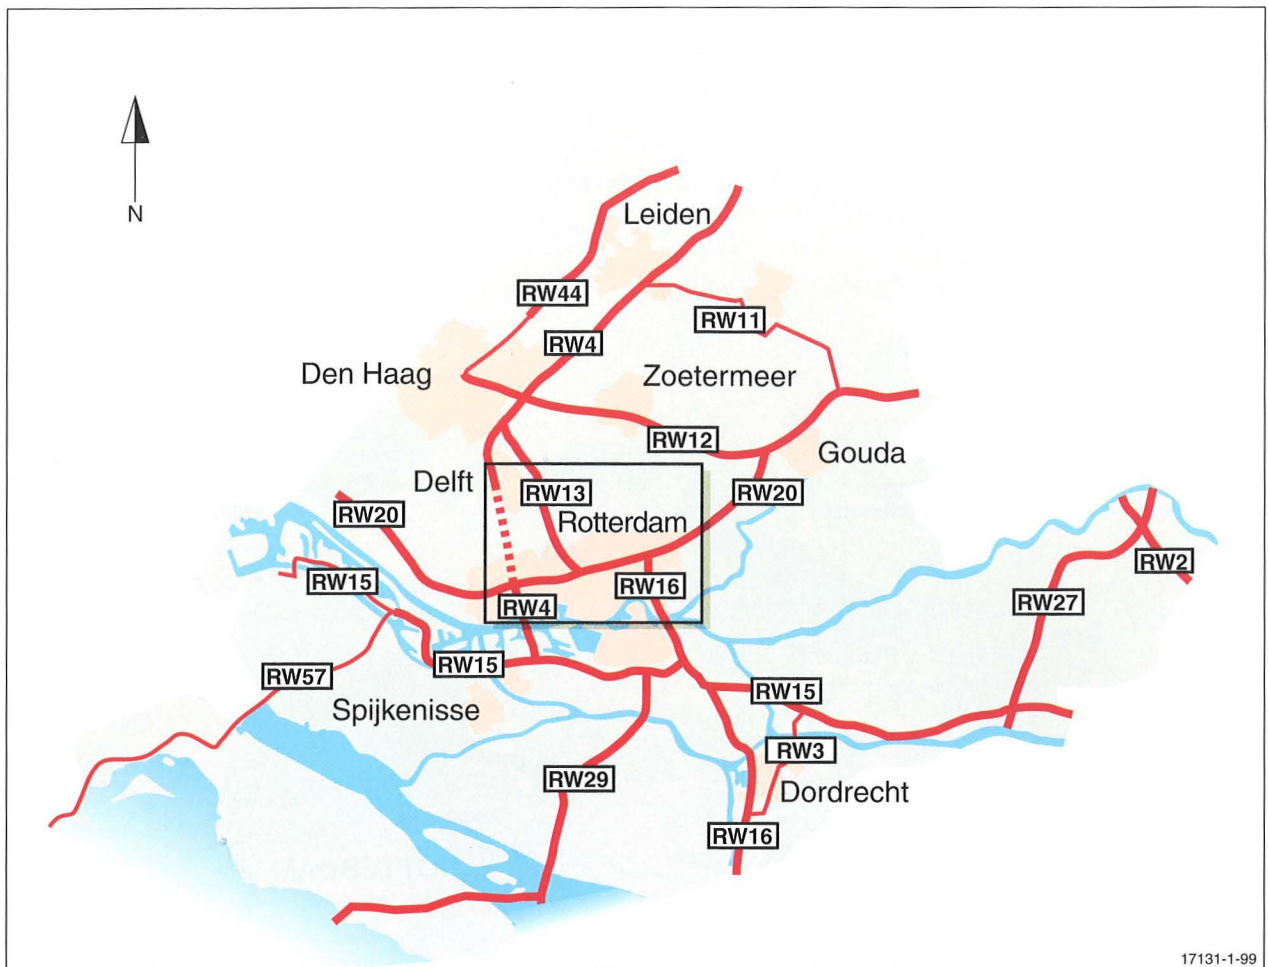 N
Leiden
RW44
RW11
RW4
Den Haag
Zoetermeer
RW12
Gouda
Delft
RW13
RW20
RW20
Rotterdam
RW2
RW15
RW16
RW27
RW4
RW15
RW57
RW15
Spijkenisse
RW3
RW29
Dordrecht
RW16
17131-1-99